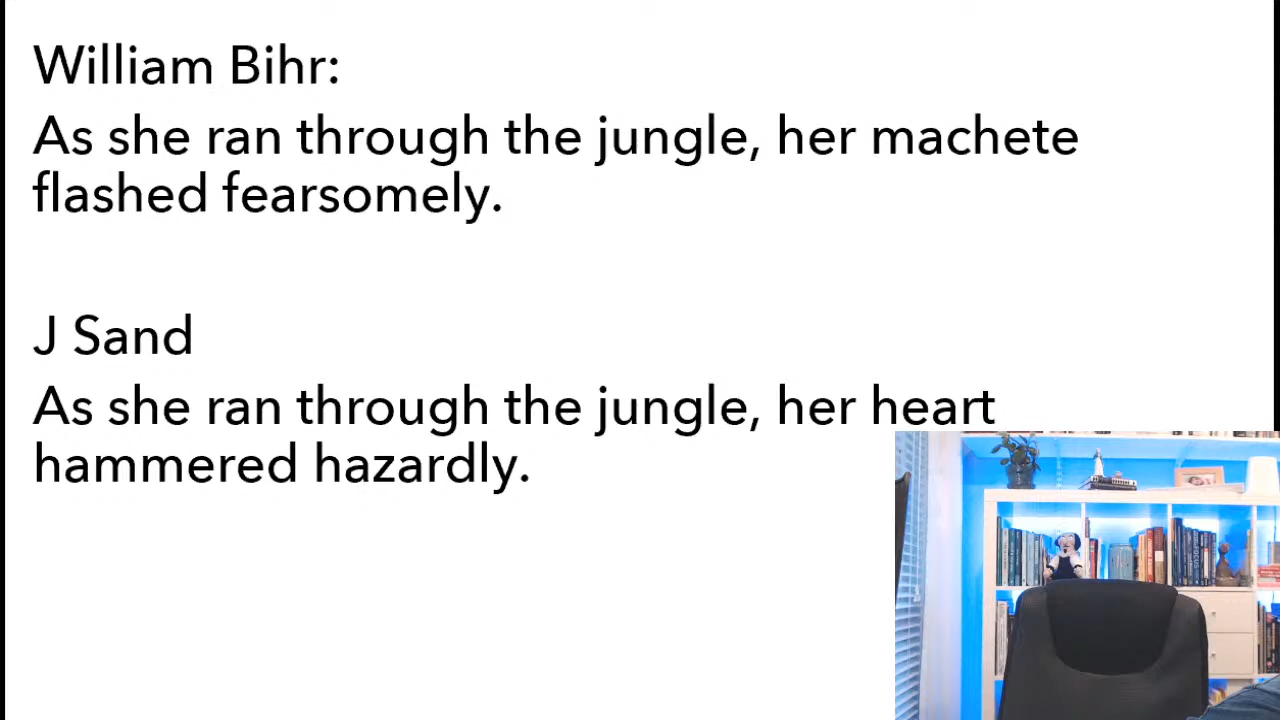 William Bihr:
As she ran through the jungle, her machete
flashed fearsomely.
J Sand
As she ran through the jungle, her heart
hammered hazardly.